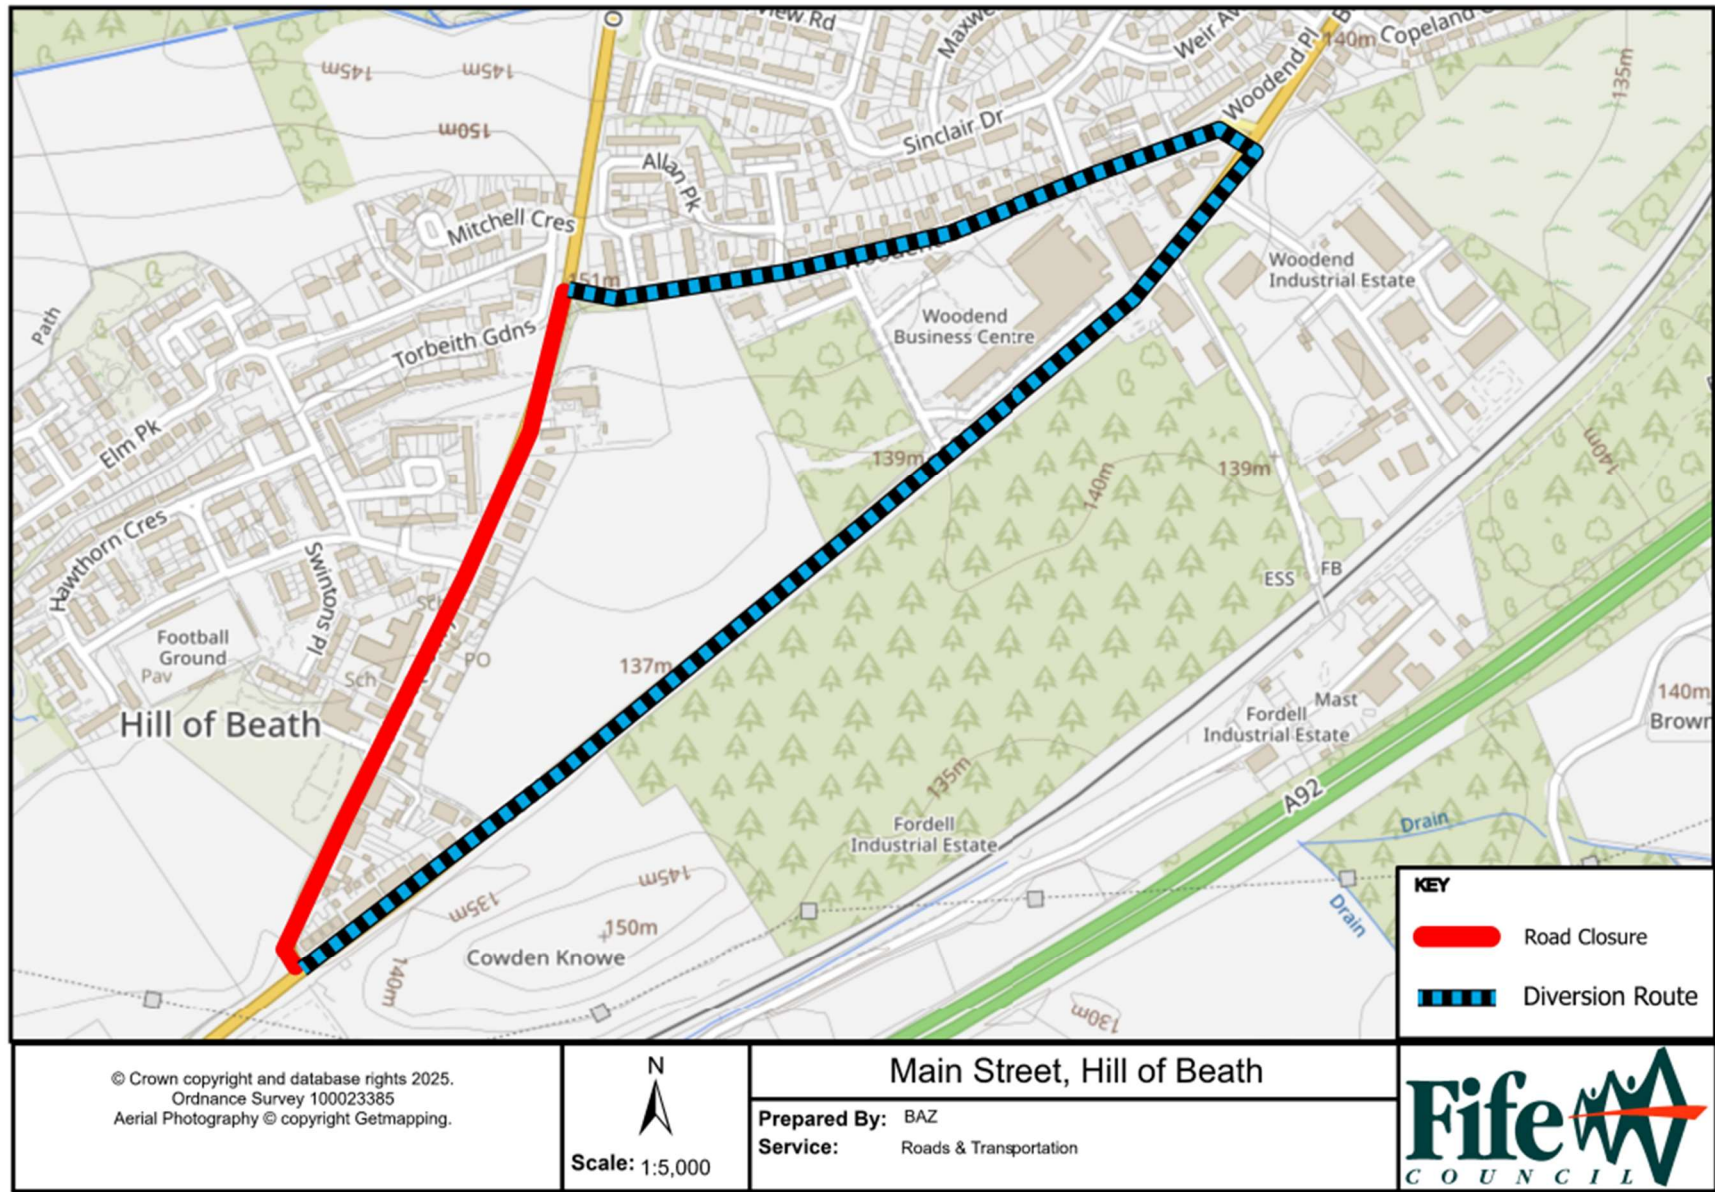 View Rd
Maxwe
Weir Av
Woodend Pl
B
140m
Copeland
O
145m
145m
150m
135m
Sinclair Dr
Allan Pk
Mitchell Cres
151m
Woodend
Industrial Estate
Path
Torbeith Gdns
Woodend
Business Centre
Elm Pk
139m
140m
139m
140m
Hawthorn Cres
Swintons Pl
ESS
FB
Sch
Football
Ground
PO
137m
Pav
Sch
Hill of Beath
Mast
Fordell
Industrial Estate
140m
Brown
135m
A92
Fordell
Industrial Estate
Drain
145m
135m
150m
Cowden Knowe
140m
130m
Drain
KEY
Road Closure
Diversion Route
© Crown copyright and database rights 2025.
Ordnance Survey 100023385
Aerial Photography © copyright Getmapping.
N
Scale: 1:5,000
Main Street, Hill of Beath
Prepared By: BAZ
Service: Roads & Transportation
Fife
COUNCIL